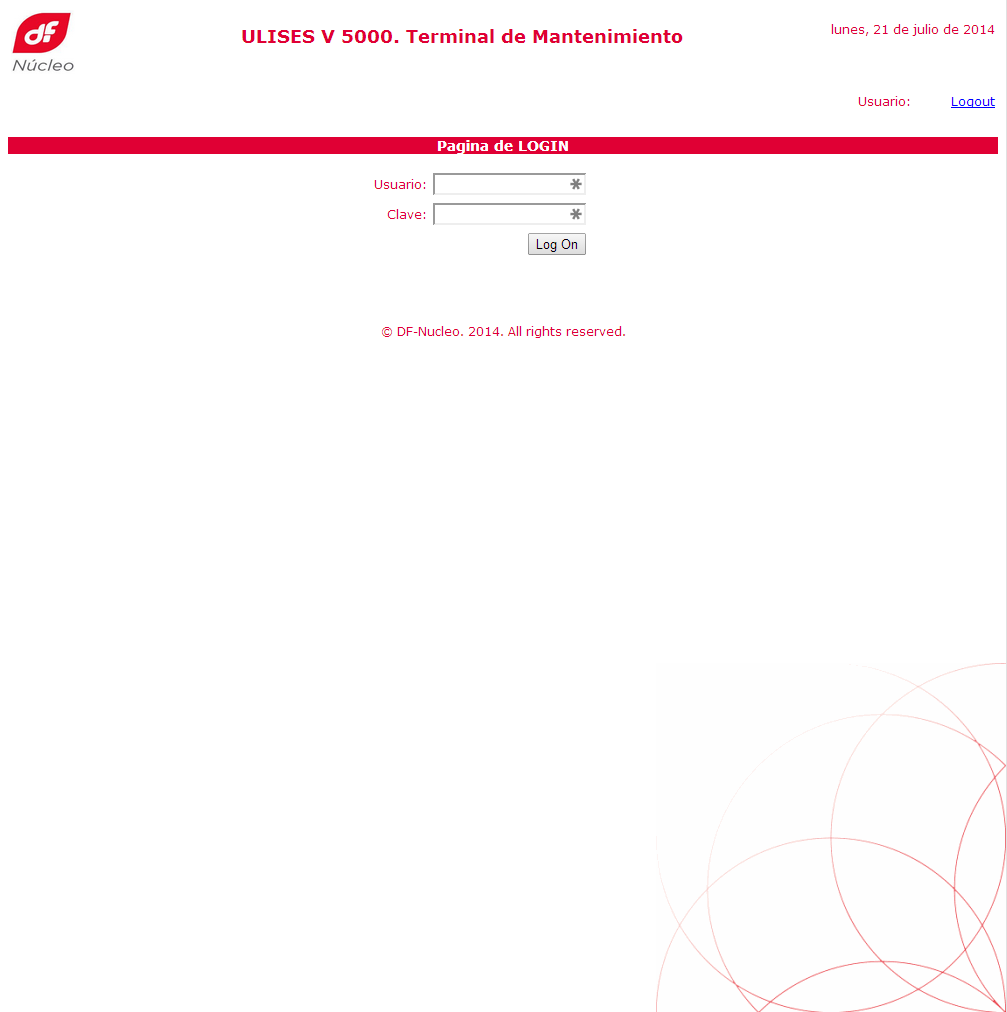 df
Núcleo
ULISES V 5000. Terminal de Mantenimiento
lunes, 21 de julio de 2014
Usuario: Logout
Pagina de LOGIN
Usuario:
Clave:
Log On
© DF-Nucleo. 2014. All rights reserved.